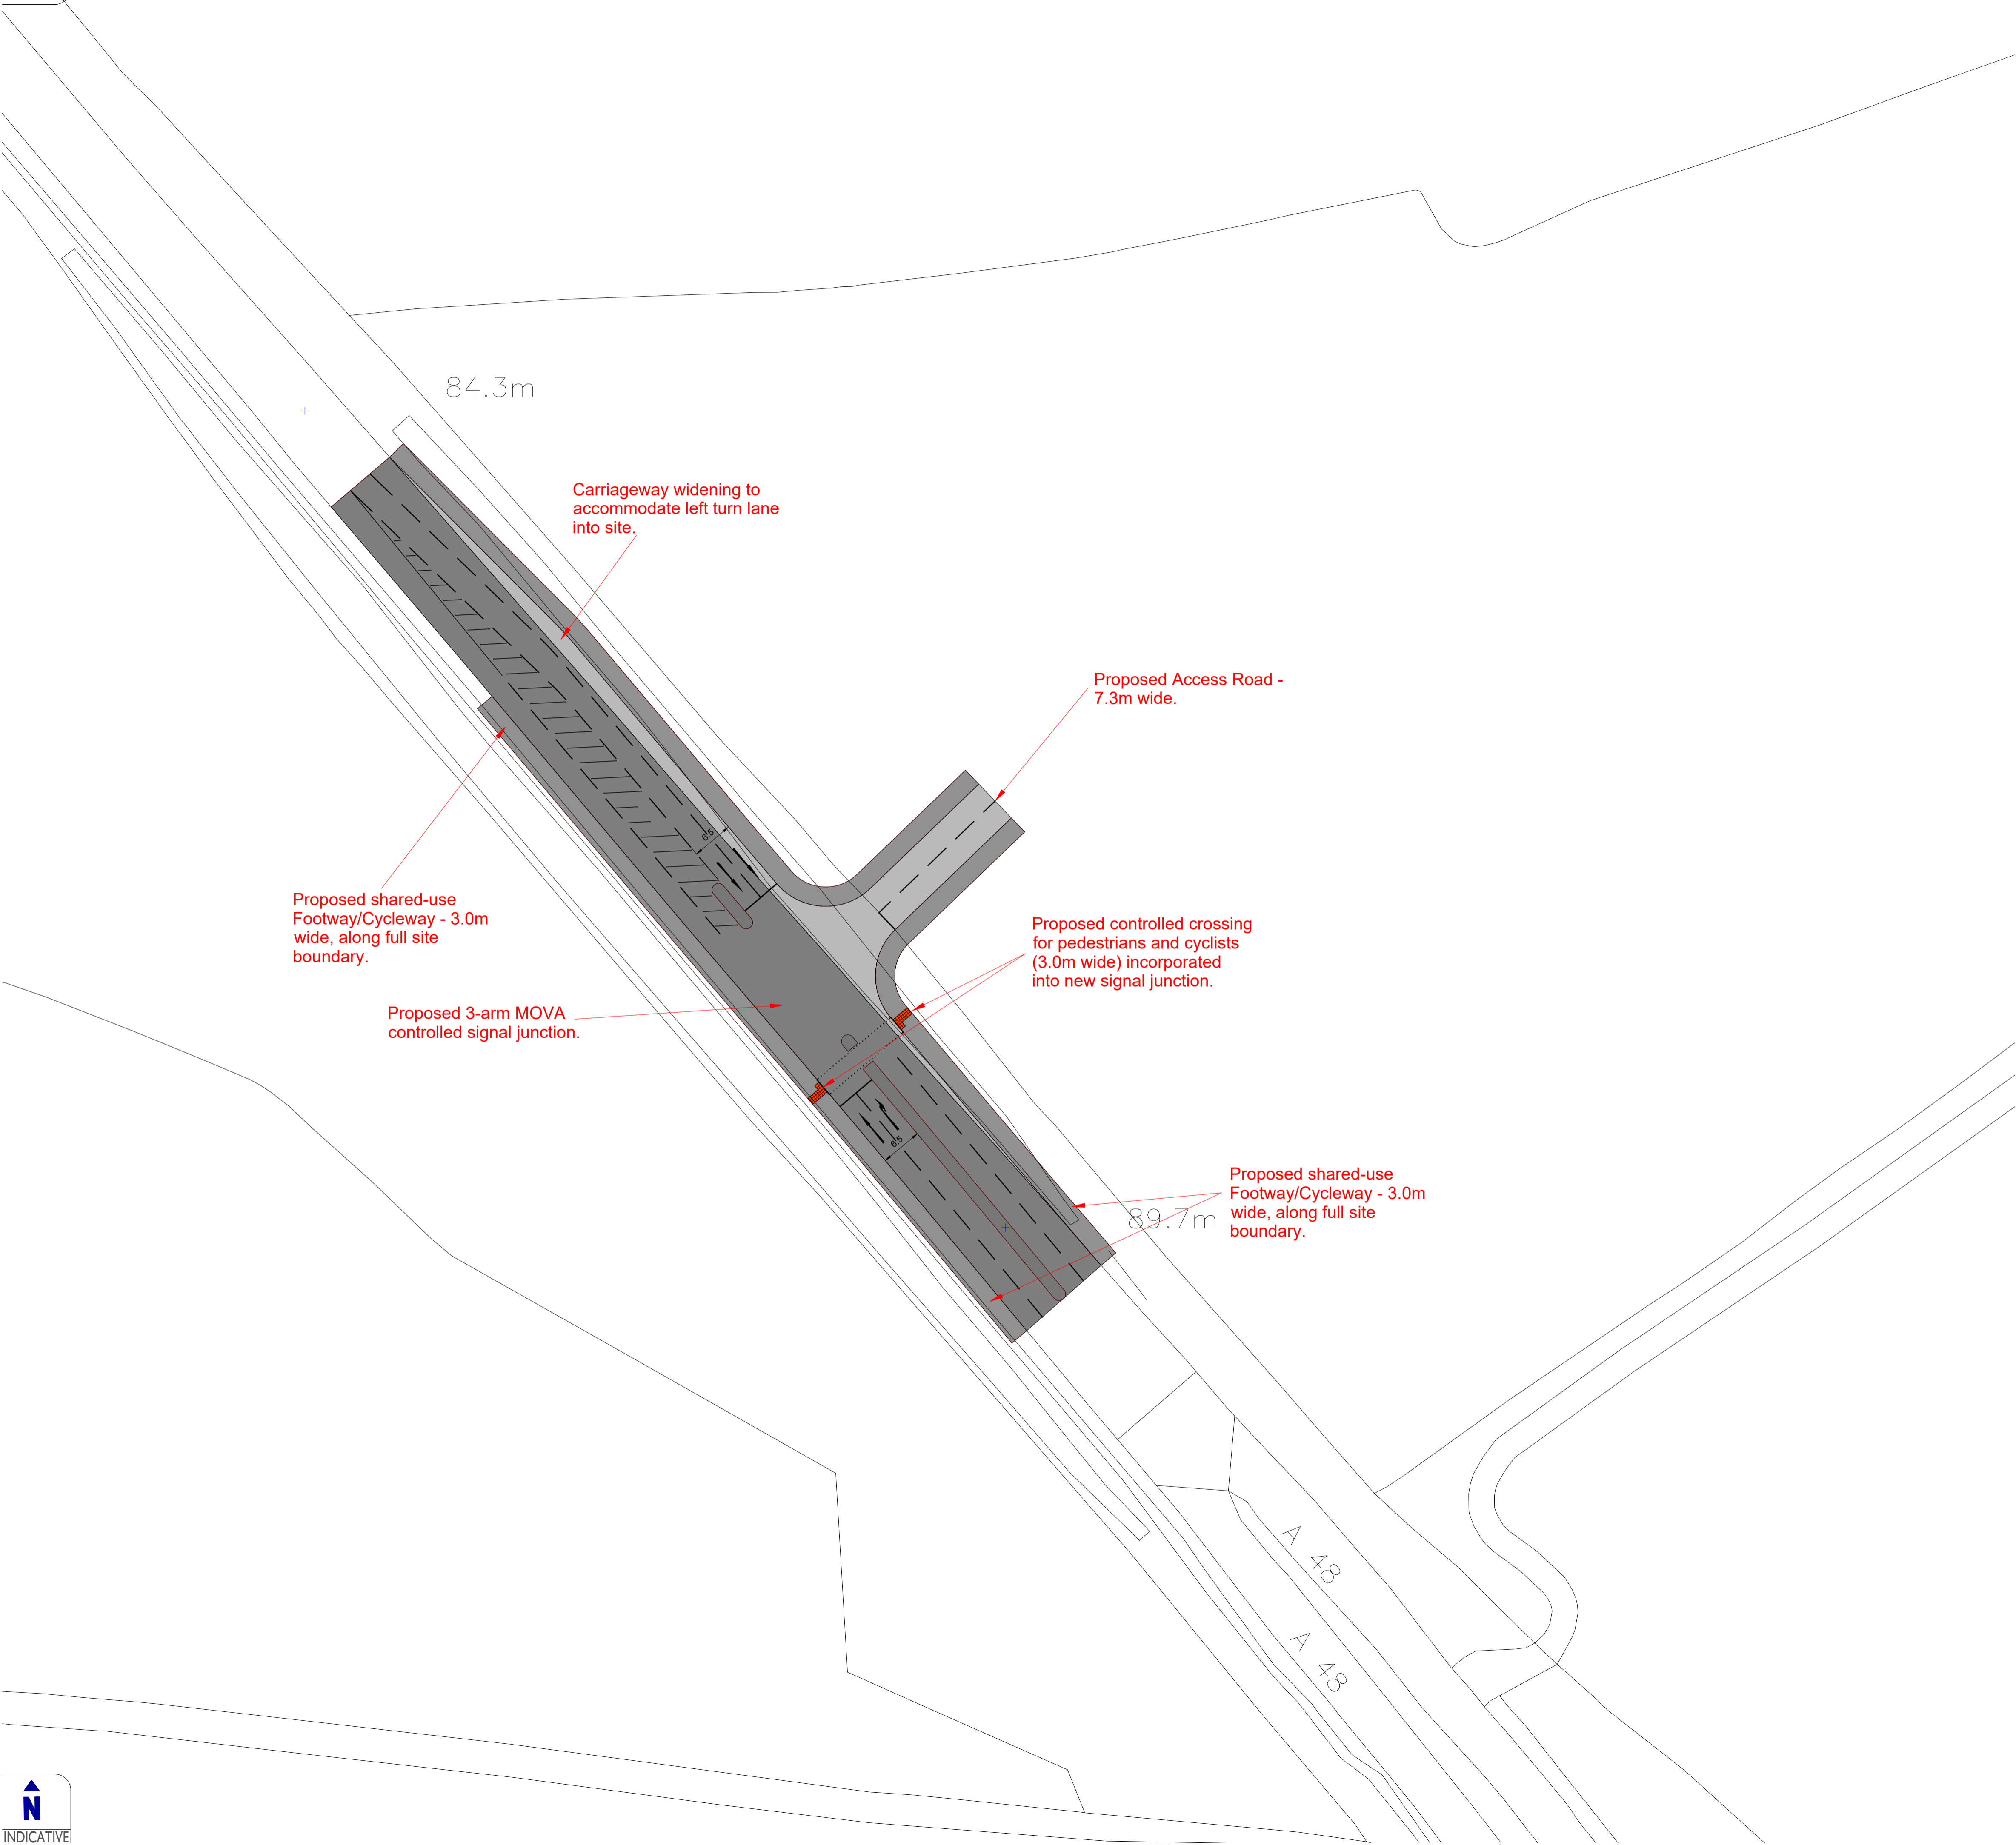 84.3m
Carriageway widening to
accommodate left turn lane
into site.
Proposed Access Road -
7.3m wide.
6.5
Proposed shared-use
Footway/Cycleway - 3.0m
wide, along full site
boundary.
Proposed controlled crossing
for pedestrians and cyclists
(3.0m wide) incorporated
into new signal junction.
Proposed 3-arm MOVA
controlled signal junction.
6.5
Proposed shared-use
Footway/Cycleway - 3.0m
wide, along full site
boundary.
89.7m
A 48
A 48
N
INDICATIVE